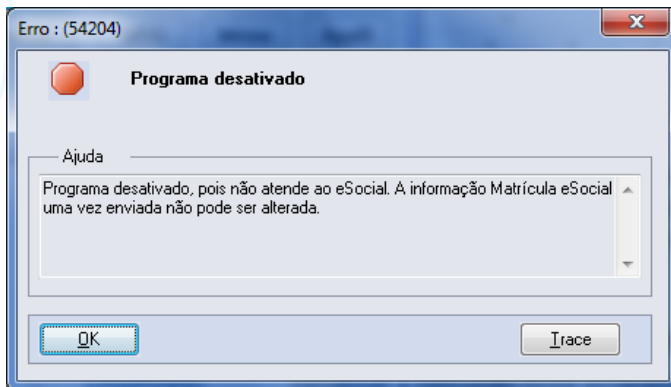 Erro : (54204)
Programa desativado
Ajuda
Programa desativado, pois não atende ao eSocial. A informação Matrícula eSocial
uma vez enviada não pode ser alterada.
OK
Trace